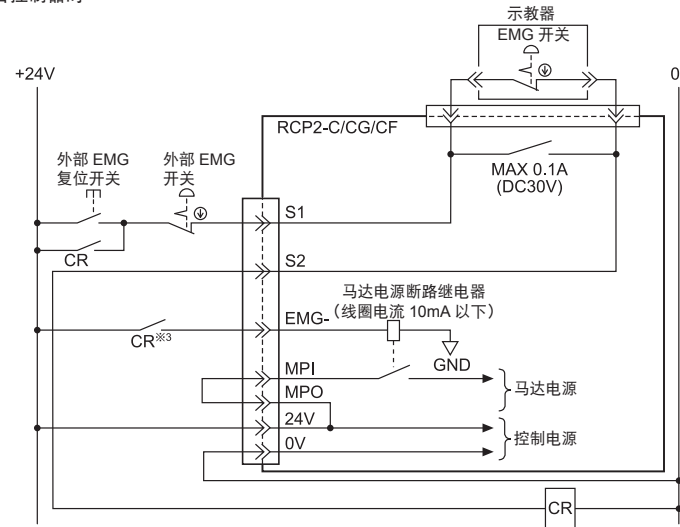 示教器
EMG 开关
+24V
0
RCP2-C/CG/CF
外部 EMG
复位开关
外部 EMG
开关
MAX 0.1A
(DC30V)
S1
CR
S2
马达电源断路继电器
（线圈电流 10mA 以下）
EMG-
CR※3
GND
MPI
MPO
马达电源
24V
控制电源
0V
CR